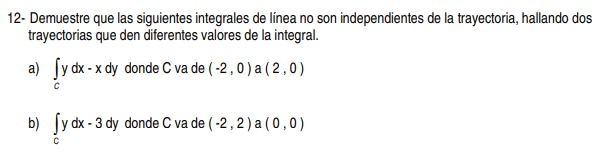 12- Demuestre que las siguientes integrales de línea no son independientes de la trayectoria, hallando dos
trayectorias que den diferentes valores de la integral.
a) ∫ y dx - x dy donde C va de ( -2 , 0 ) a ( 2 , 0 )
C
b) ∫ y dx - 3 dy donde C va de ( -2 , 2 ) a ( 0 , 0 )
C